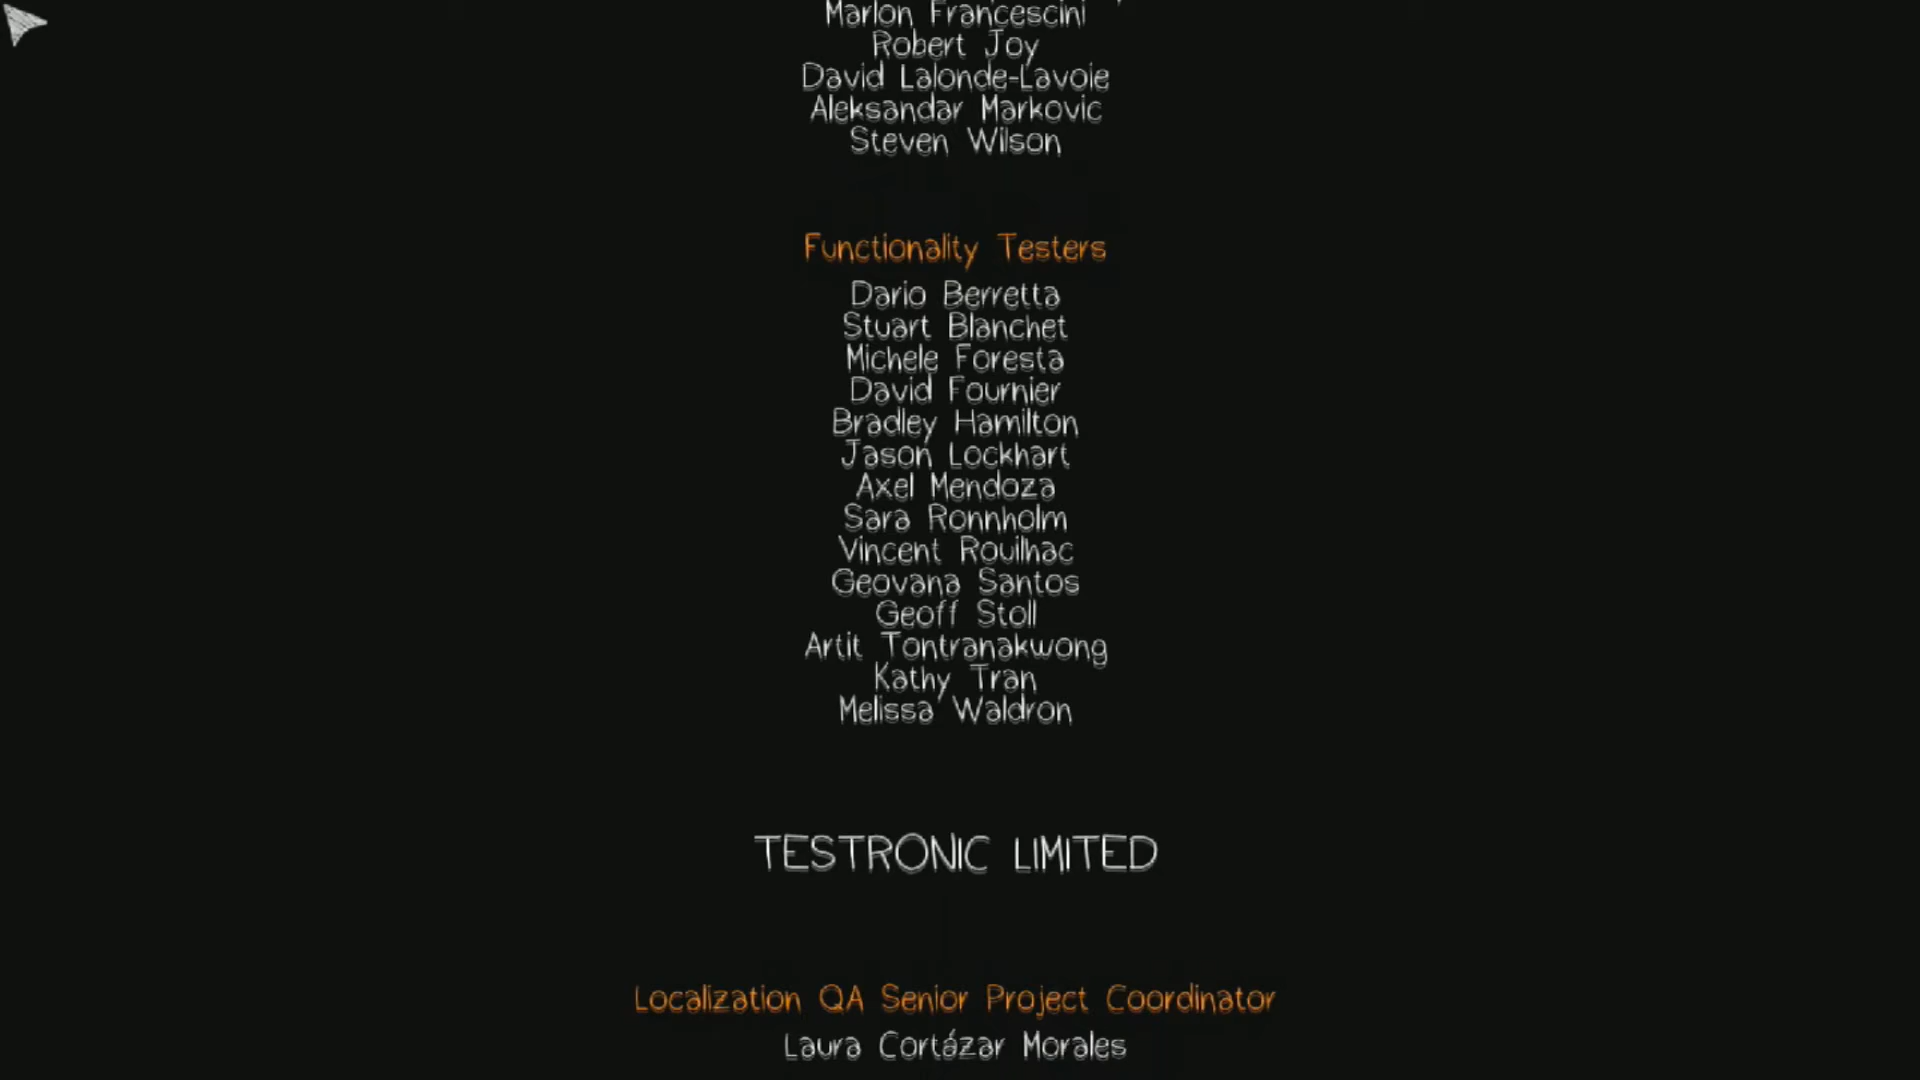 Marlon Francescini
Robert Joy
David Lalonde-Lavoie
Aleksandar Markovic
Steven Wilson
Functionality Testers
Dario Berretta
Stuart Blanchet
Michele Foresta
David Fournier
Bradley Hamilton
Jason Lockhart
Axel Mendoza
Sara Ronnholm
Vincent Rouilhac
Geovana Santos
Geoff Stoll
Artit Tontranakwong
Kathy Tran
Melissa Waldron
TESTRONIC LIMITED
Localization QA Senior Project Coordinator
Laura Cortázar Morales